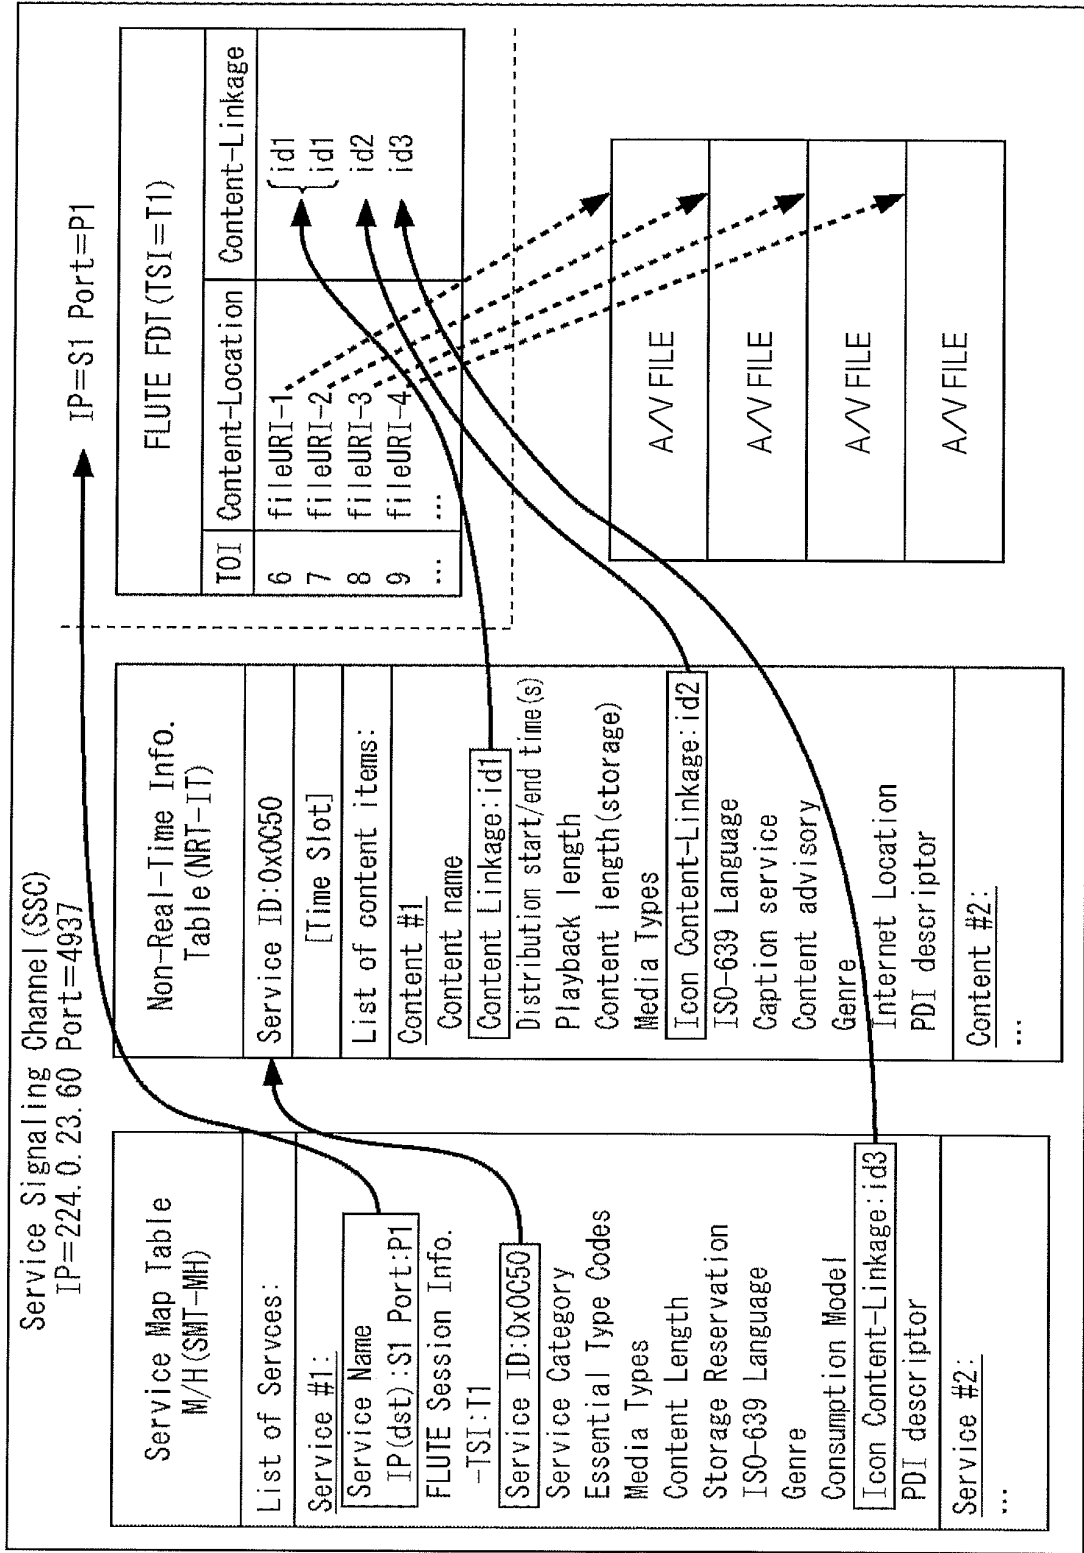 Service Signaling Channel(SSC)
IP=224.0.23.60 Port=4937
Service Map Table
M/H(SMT-MH)
List of Servces:
Service #1:
Service Name
IP(dst):S1 Port:P1
FLUTE Session Info.
-TSI:T1
Service ID:0x0C50
Service Category
Essential Type Codes
Media Types
Content Length
Storage Reservation
ISO-639 Language
Genre
Consumption Model
Icon Content-Linkage:id3
PDI descriptor
Service #2:
...
Non-Real-Time Info.
Table(NRT-IT)
Service ID:0x0C50
[Time Slot]
List of content items:
Content #1
Content name
Content Linkage:id1
Distribution start/end time(s)
Playback length
Content length(storage)
Media Types
Icon Content-Linkage:id2
ISO-639 Language
Caption service
Content advisory
Genre
Internet Location
PDI descriptor
Content #2:
...
IP=S1 Port=P1
FLUTE FDT(TSI=T1)
TOI Content-Location Content-Linkage
6 fileURI-1 id1
7 fileURI-2 id1
8 fileURI-3 id2
9 fileURI-4 id3
... ...
A/V FILE
A/V FILE
A/V FILE
A/V FILE